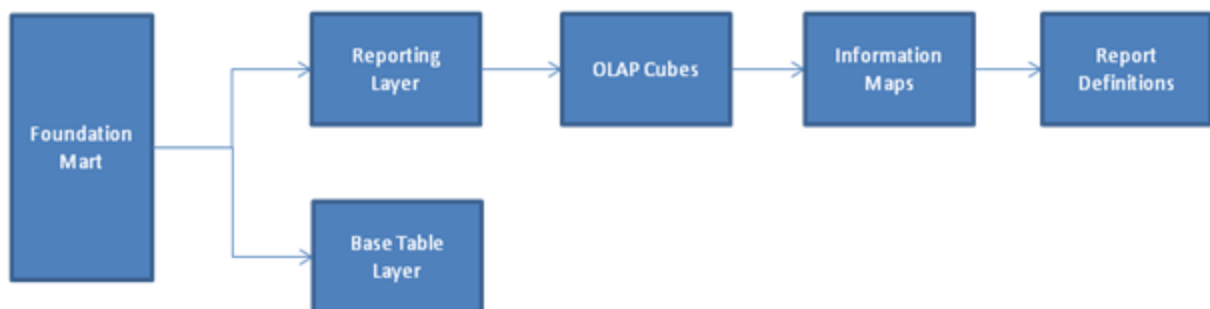 Foundation
Mart
Reporting
Layer
OLAP Cubes
Information
Maps
Report
Definitions
Base Table
Layer